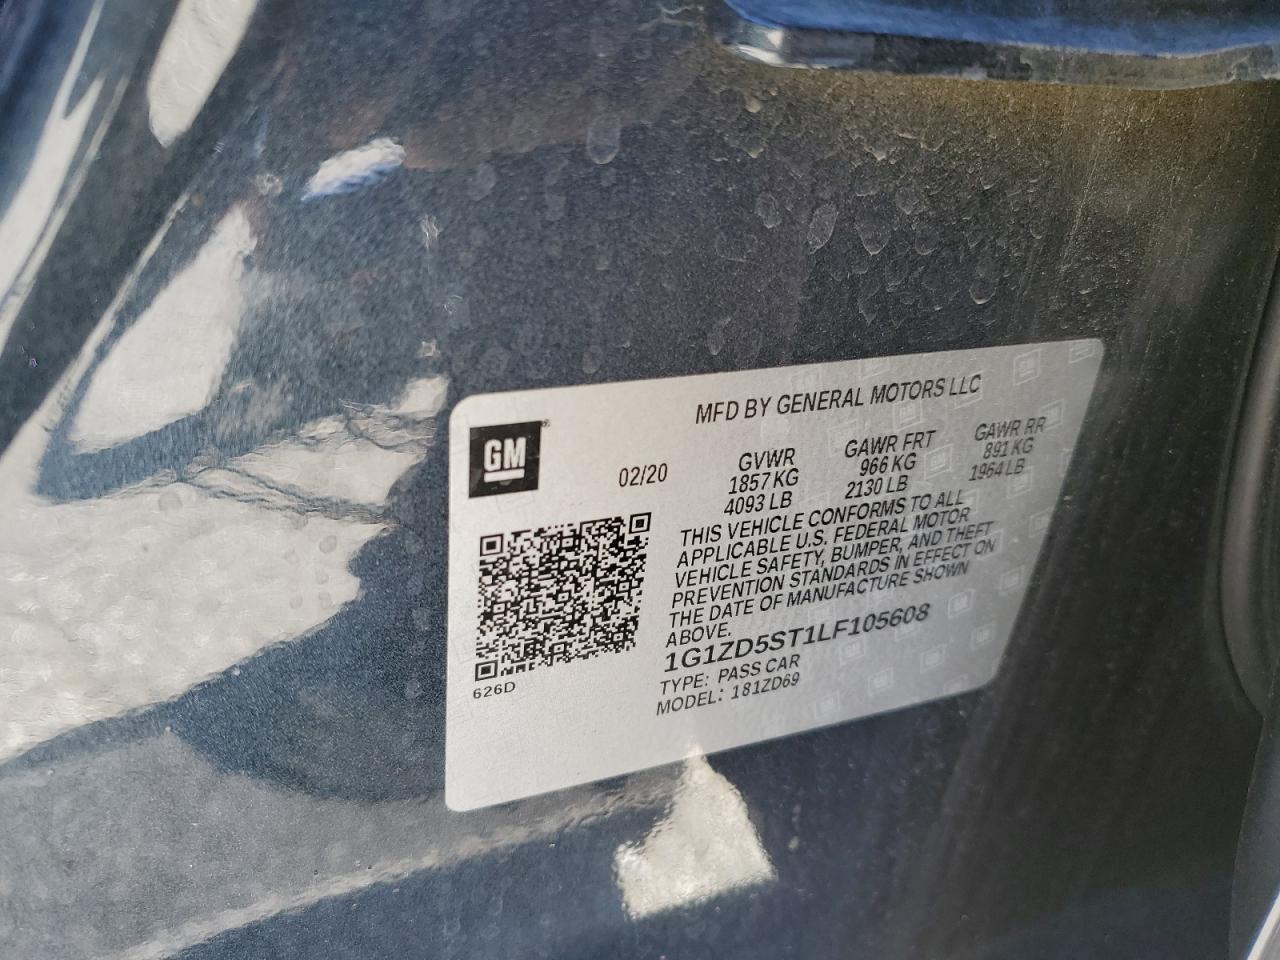 MFD BY GENERAL MOTORS LLC
GM
02/20
GVWR GAWR FRT GAWR RR
1857 KG 966 KG 891 KG
4093 LB 2130 LB 1964 LB
THIS VEHICLE CONFORMS TO ALL
APPLICABLE U.S. FEDERAL MOTOR
VEHICLE SAFETY, BUMPER, AND THEFT
PREVENTION STANDARDS IN EFFECT ON
THE DATE OF MANUFACTURE SHOWN
ABOVE.
1G1ZD5ST1LF105608
TYPE: PASS CAR
MODEL: 181ZD69
626D